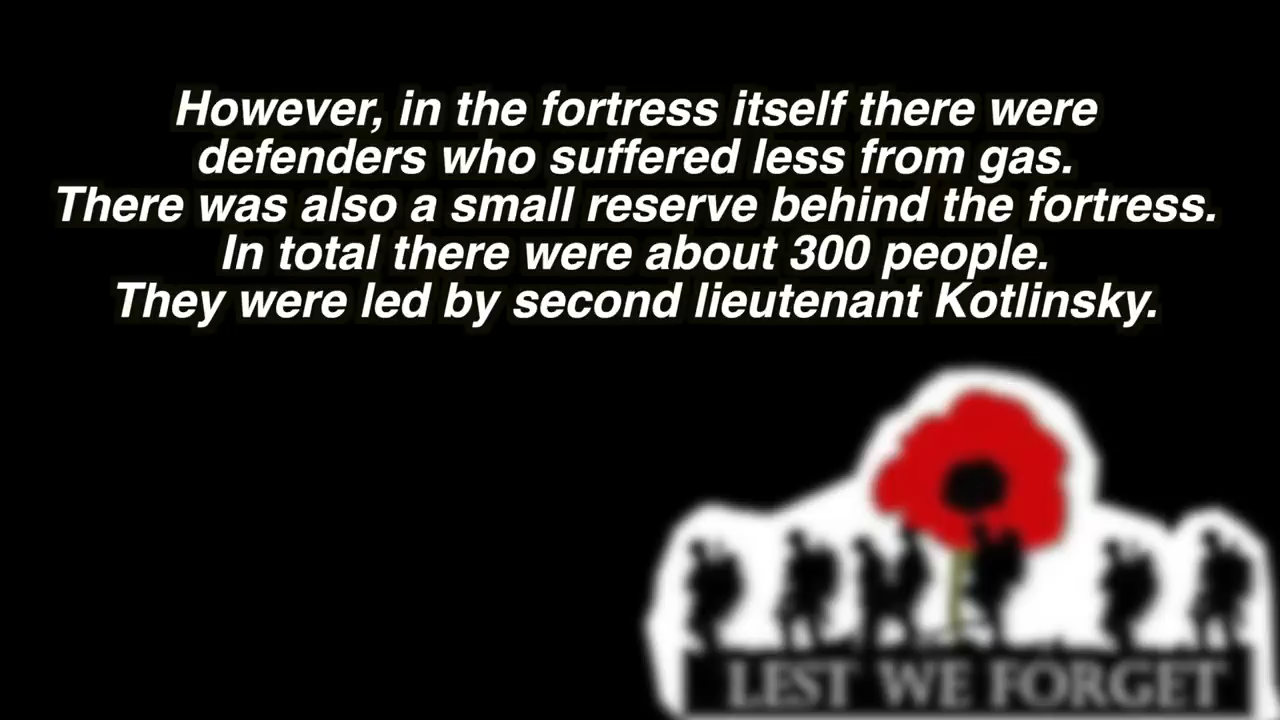 However, in the fortress itself there were
defenders who suffered less from gas.
There was also a small reserve behind the fortress.
In total there were about 300 people.
They were led by second lieutenant Kotlinsky.
LEST WE FORGET